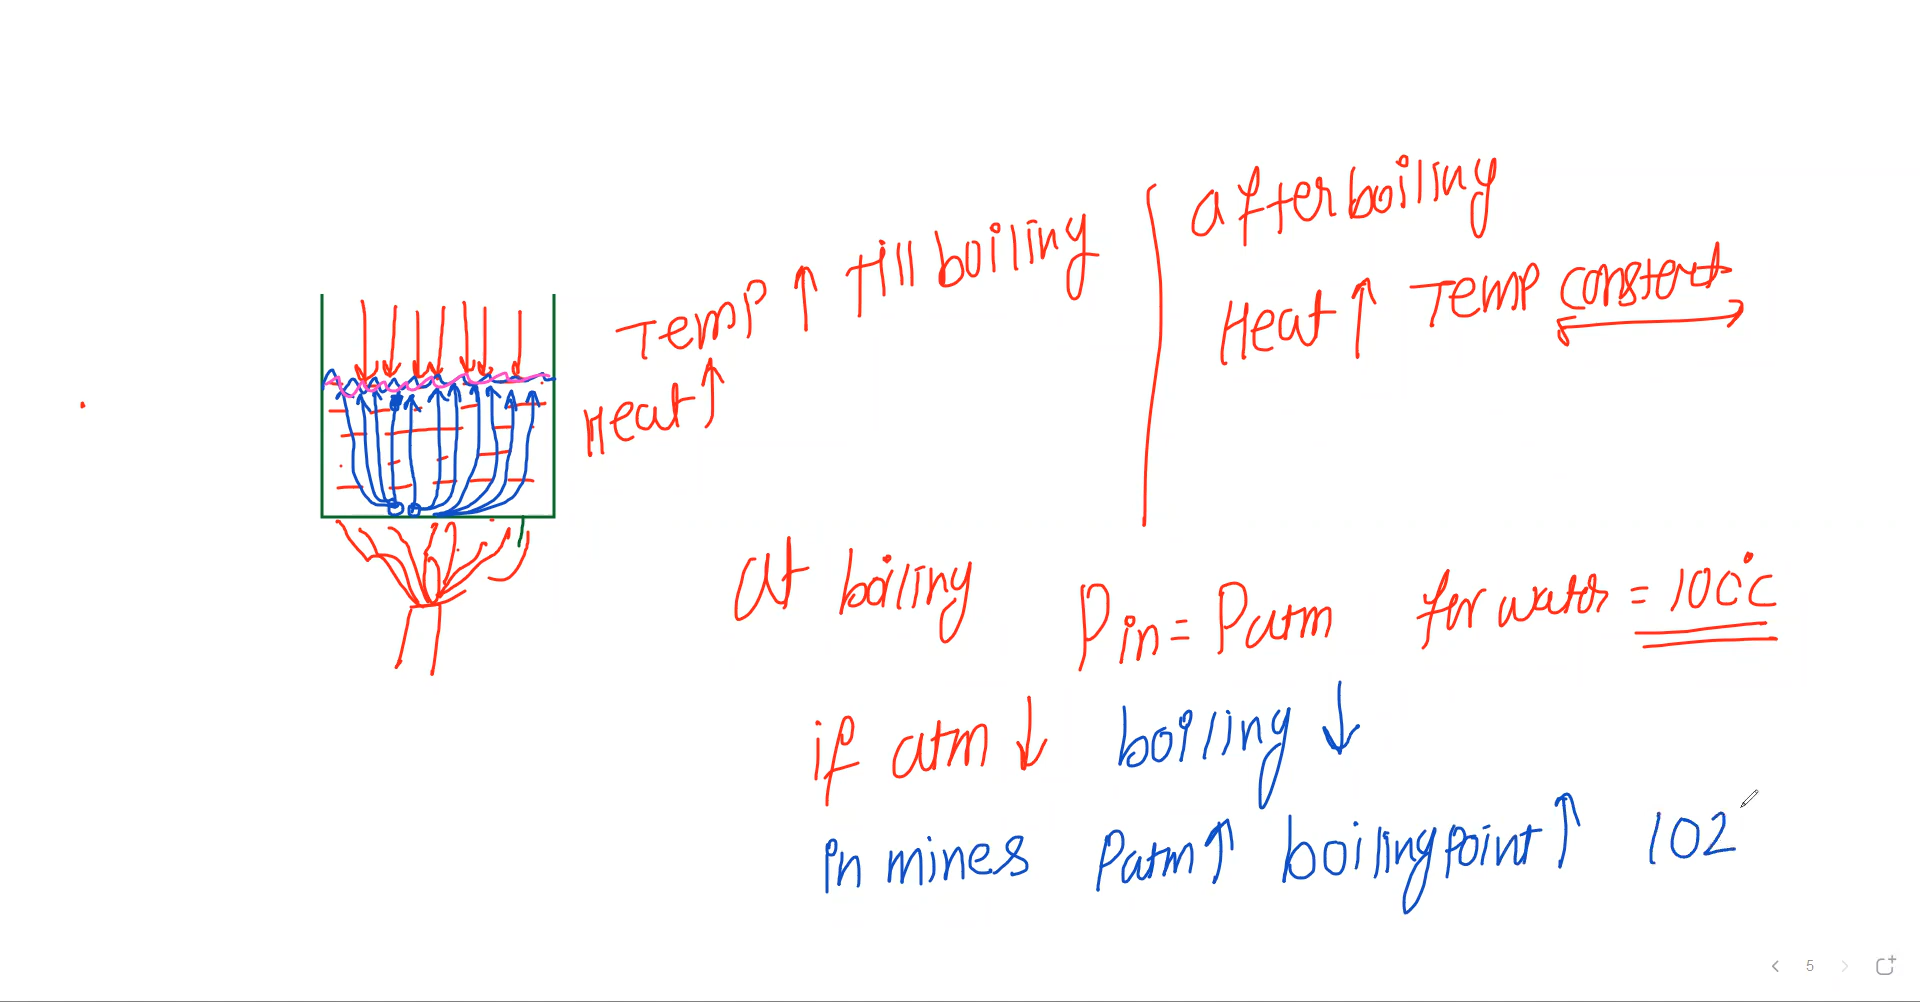 Temp ↑ till boiling
Heat ↑
after boiling
Heat ↑ Temp constant
at boiling Pin = Patm for water = 100°c
if atm ↓ boiling ↓
in mines Patm ↑ boiling point ↑ 102
5